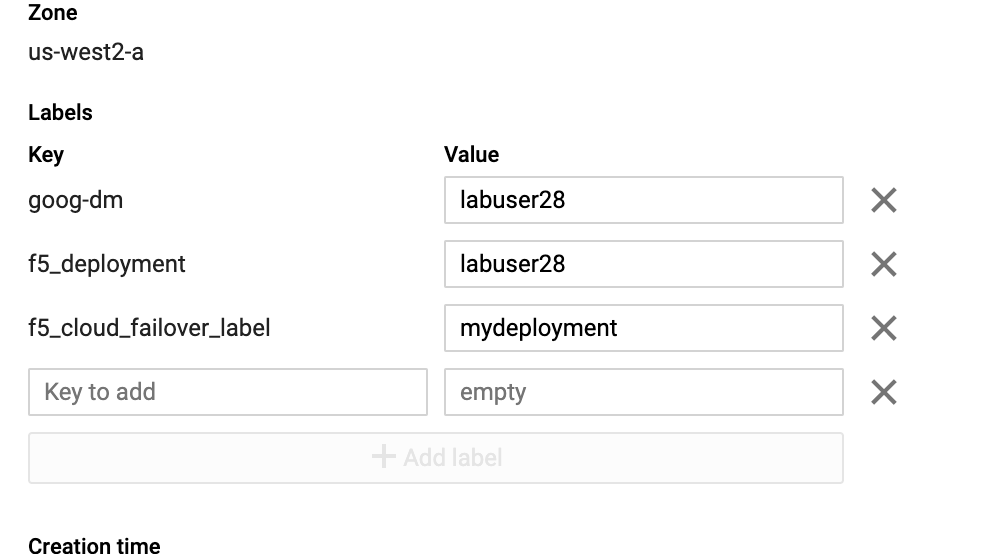 Zone
us-west2-a
Labels
Key Value
goog-dm labuser28
f5_deployment labuser28
f5_cloud_failover_label mydeployment
Key to add empty
Add label
Creation time